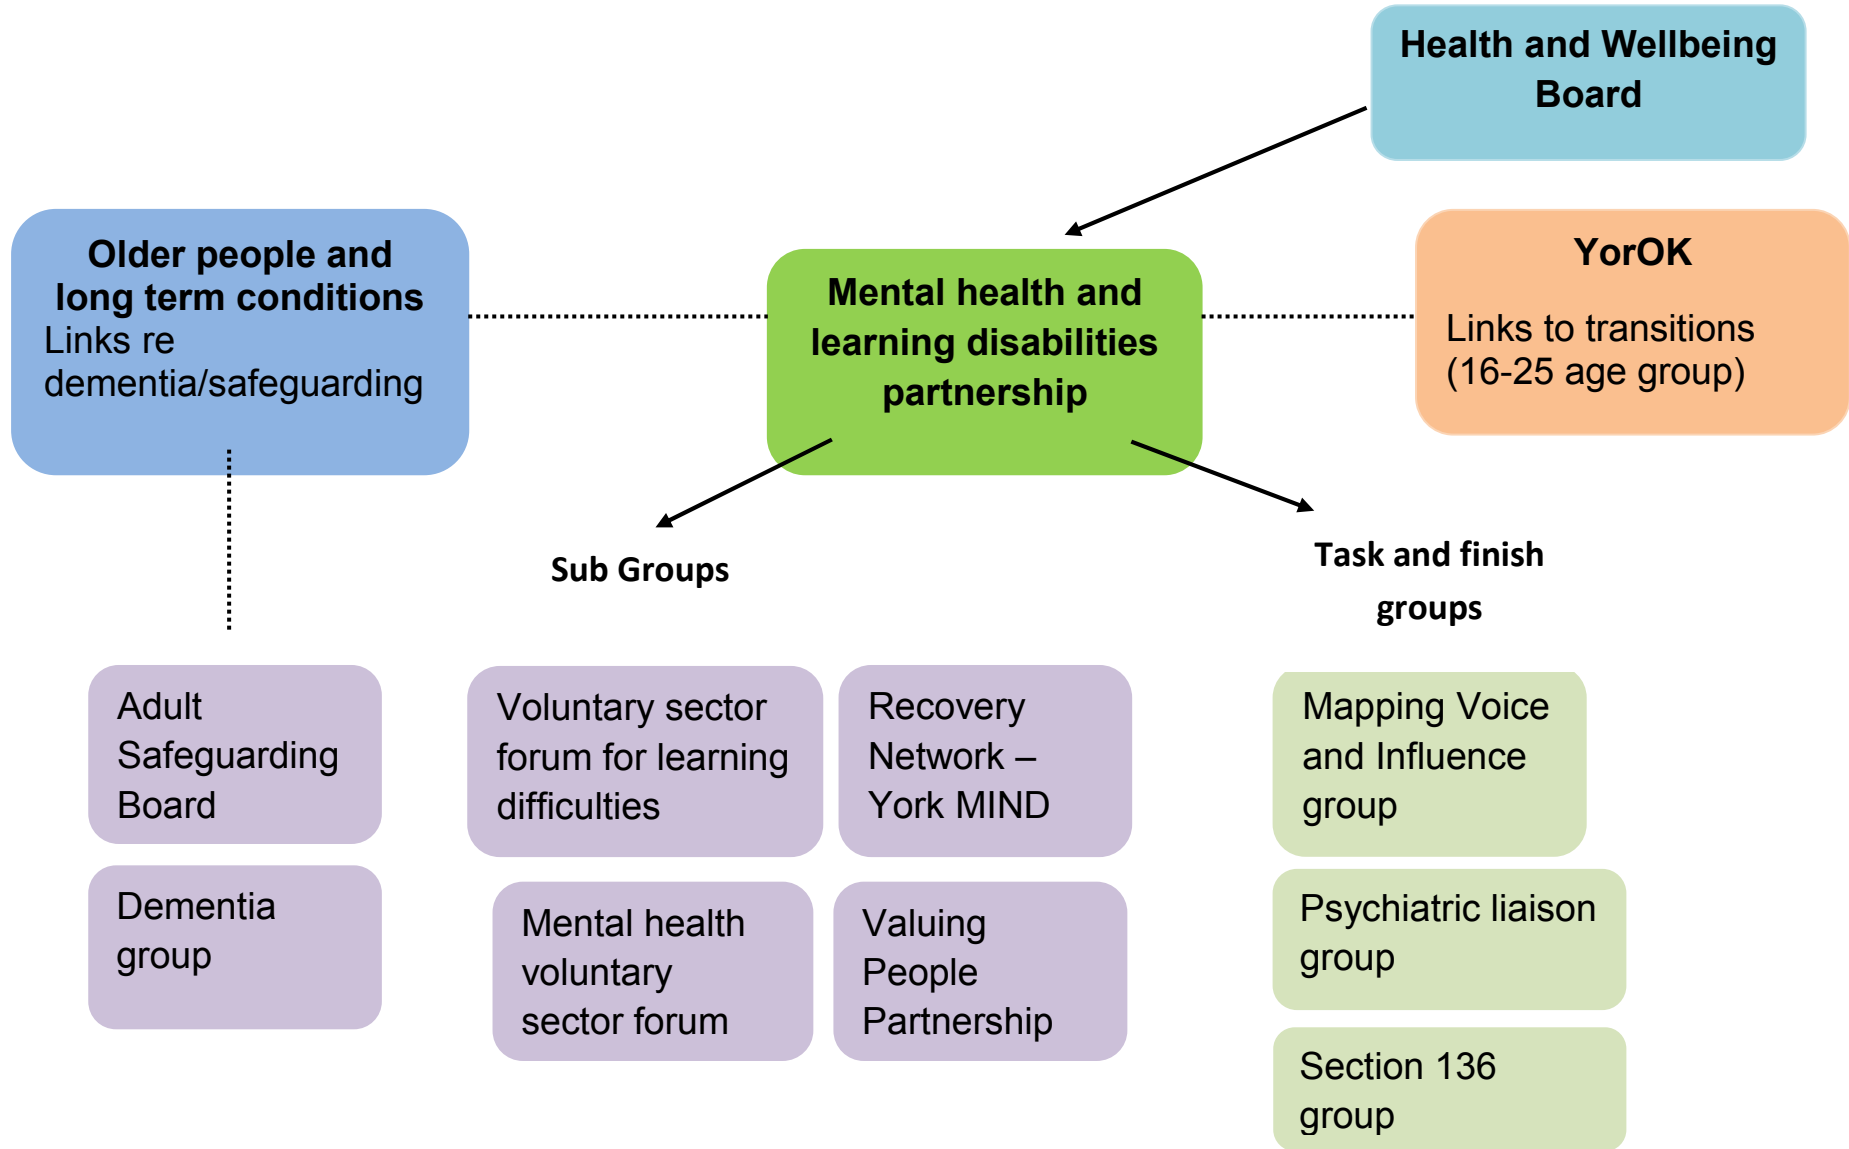 Health and Wellbeing
Board
Older people and
long term conditions
Links re
dementia/safeguarding
Mental health and
learning disabilities
partnership
YorOK
Links to transitions
(16-25 age group)
Sub Groups
Task and finish
groups
Adult
Safeguarding
Board
Dementia
group
Voluntary sector
forum for learning
difficulties
Recovery
Network –
York MIND
Mental health
voluntary
sector forum
Valuing
People
Partnership
Mapping Voice
and Influence
group
Psychiatric liaison
group
Section 136
group